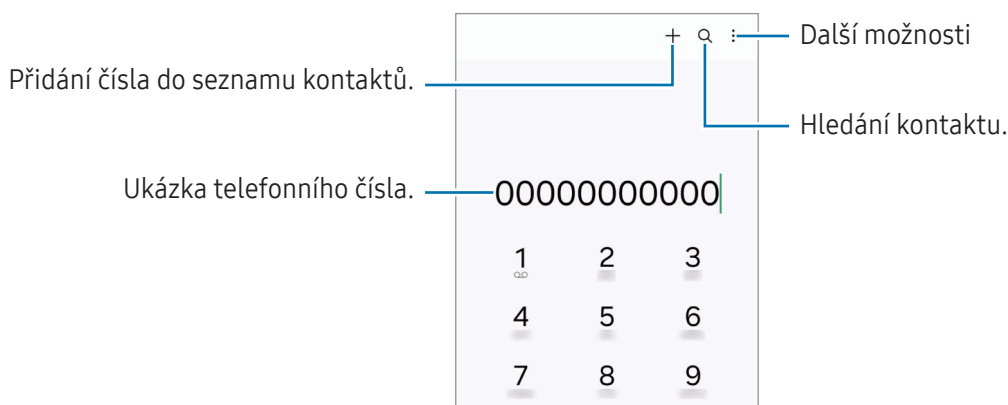 Další možnosti
Přidání čísla do seznamu kontaktů.
Hledání kontaktu.
Ukázka telefonního čísla.
00000000000
1 2 3
4 5 6
7 8 9